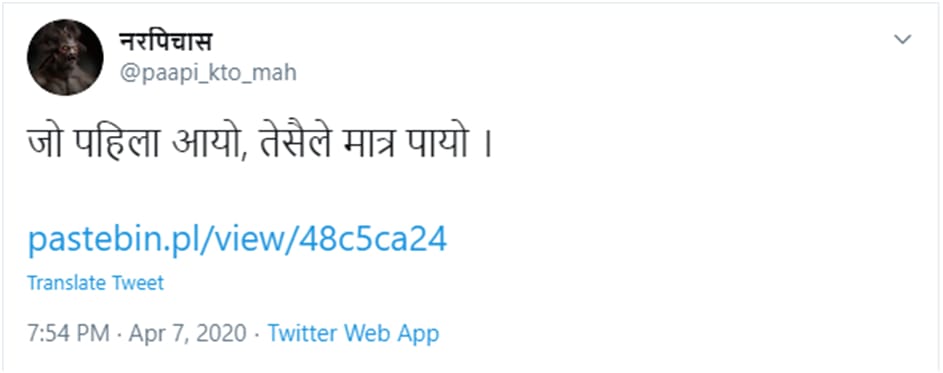 नरपिचास
@paapi_kto_mah
जो पहिला आयो, तेसैले मात्र पायो ।
pastebin.pl/view/48c5ca24
Translate Tweet
7:54 PM · Apr 7, 2020 · Twitter Web App